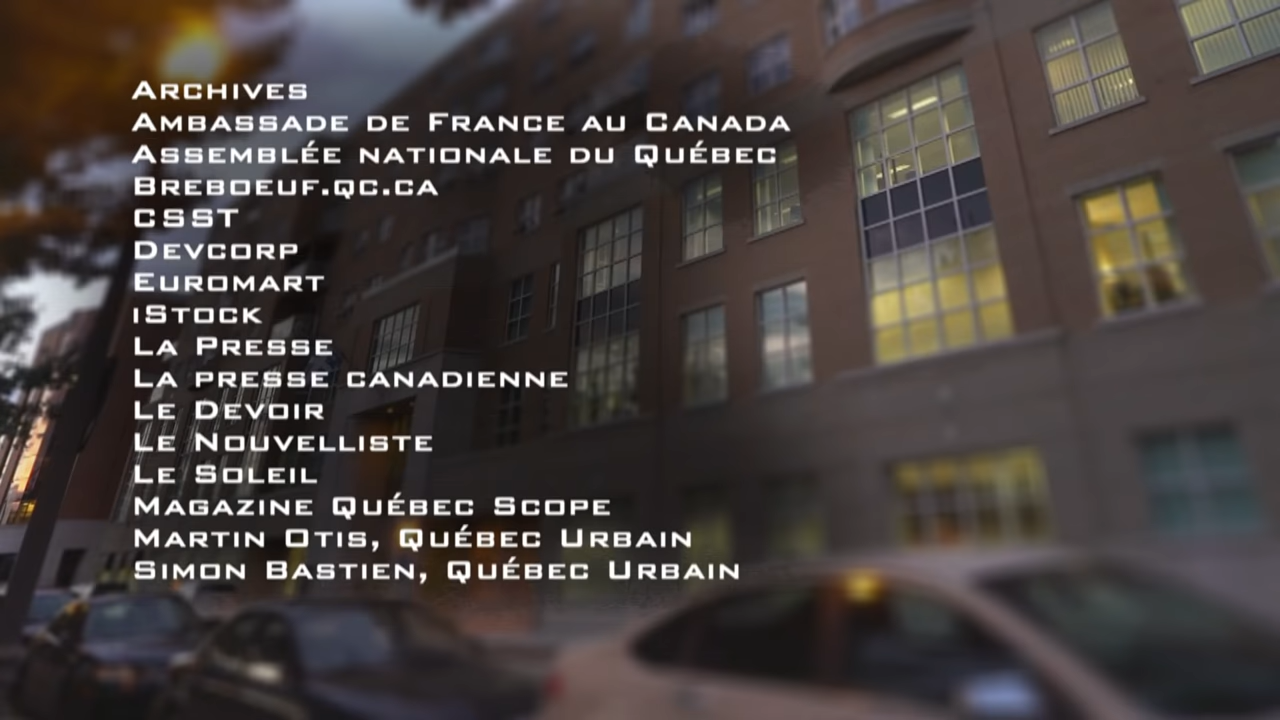 Archives
Ambassade de France au Canada
Assemblée nationale du Québec
Breboeuf.qc.ca
CSST
Devcorp
Euromart
iStock
La Presse
La presse canadienne
Le Devoir
Le Nouvelliste
Le Soleil
Magazine Québec Scope
Martin Otis, Québec Urbain
Simon Bastien, Québec Urbain